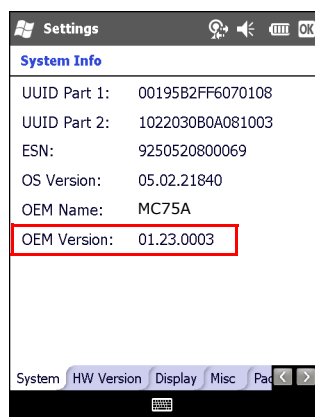 Settings OK
System Info
UUID Part 1: 00195B2FF6070108
UUID Part 2: 1022030B0A081003
ESN: 9250520800069
OS Version: 05.02.21840
OEM Name: MC75A
OEM Version: 01.23.0003
System HW Version Display Misc Pac